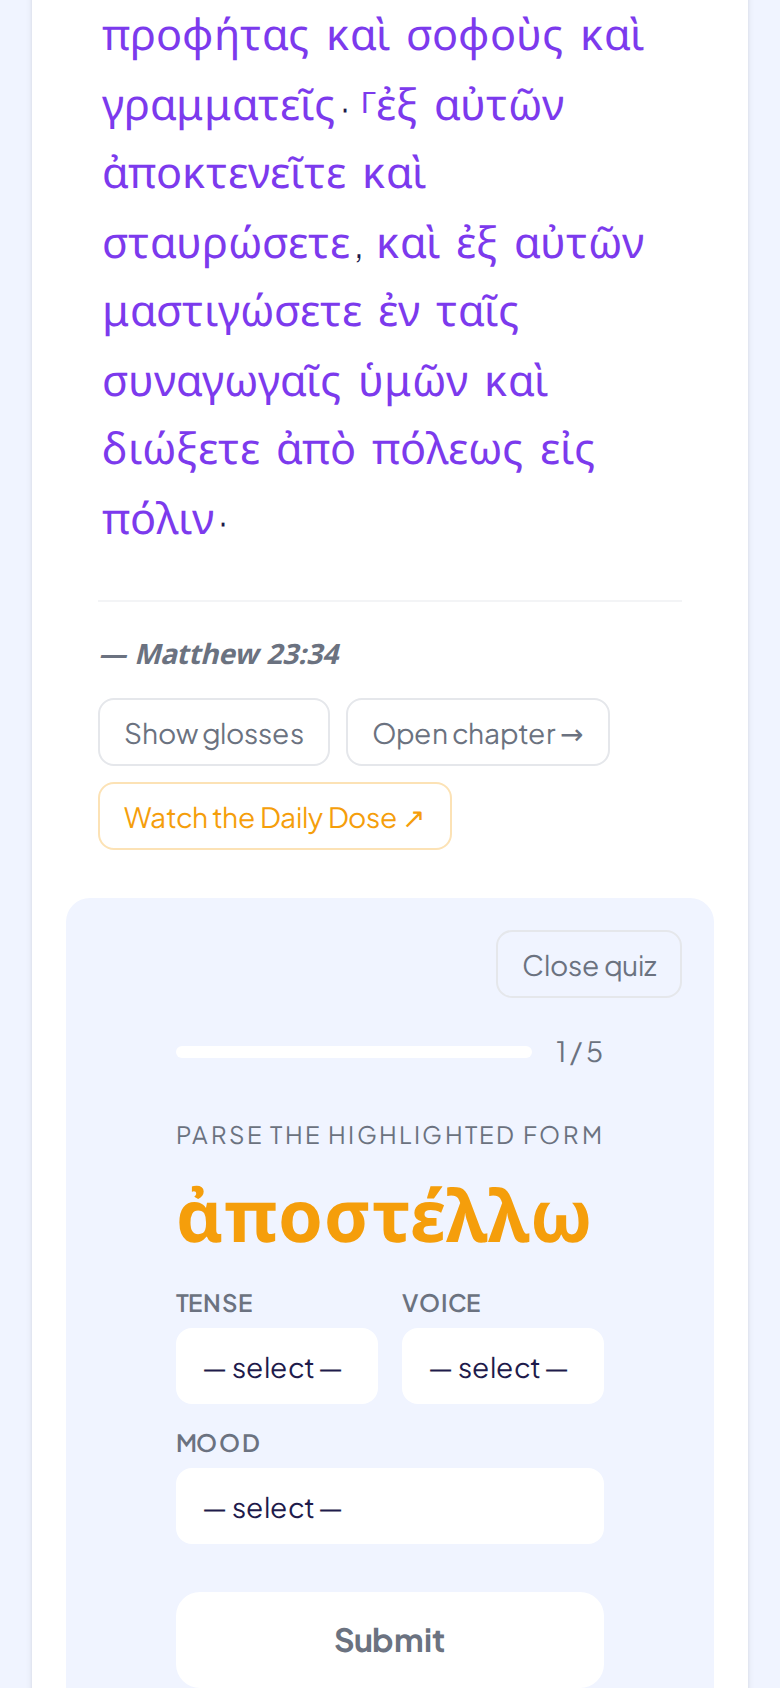 προφήτας καὶ σοφοὺς καὶ
γραμματεῖς· ⸀ἐξ αὐτῶν
ἀποκτενεῖτε καὶ
σταυρώσετε, καὶ ἐξ αὐτῶν
μαστιγώσετε ἐν ταῖς
συναγωγαῖς ὑμῶν καὶ
διώξετε ἀπὸ πόλεως εἰς
πόλιν·
— Matthew 23:34
Show glosses
Open chapter →
Watch the Daily Dose ↗
Close quiz
1 / 5
PARSE THE HIGHLIGHTED FORM
ἀποστέλλω
TENSE VOICE
— select — — select —
MOOD
— select —
Submit